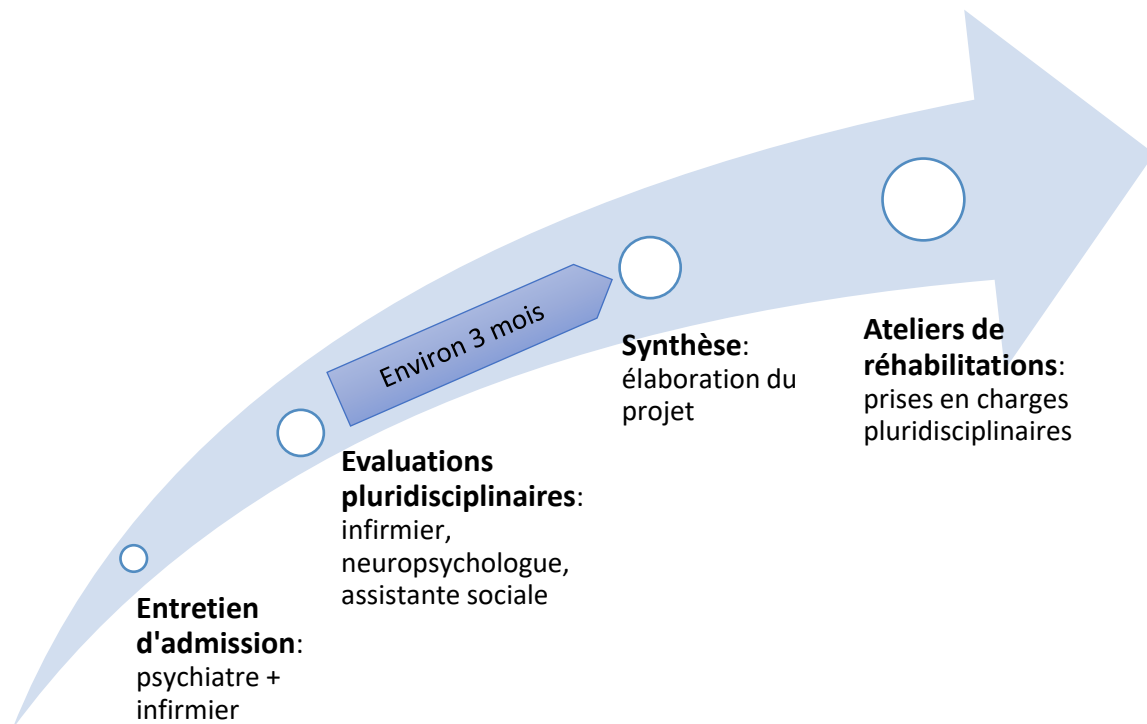 Entretien
d'admission:
psychiatre +
infirmier
Evaluations
pluridisciplinaires:
infirmier,
neuropsychologue,
assistante sociale
Environ 3 mois
Synthèse:
élaboration du
projet
Ateliers de
réhabilitations:
prises en charges
pluridisciplinaires